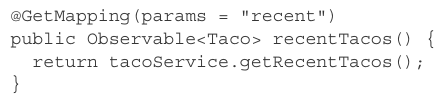 @GetMapping(params = "recent")
public Observable<Taco> recentTacos() {
  return tacoService.getRecentTacos();
}